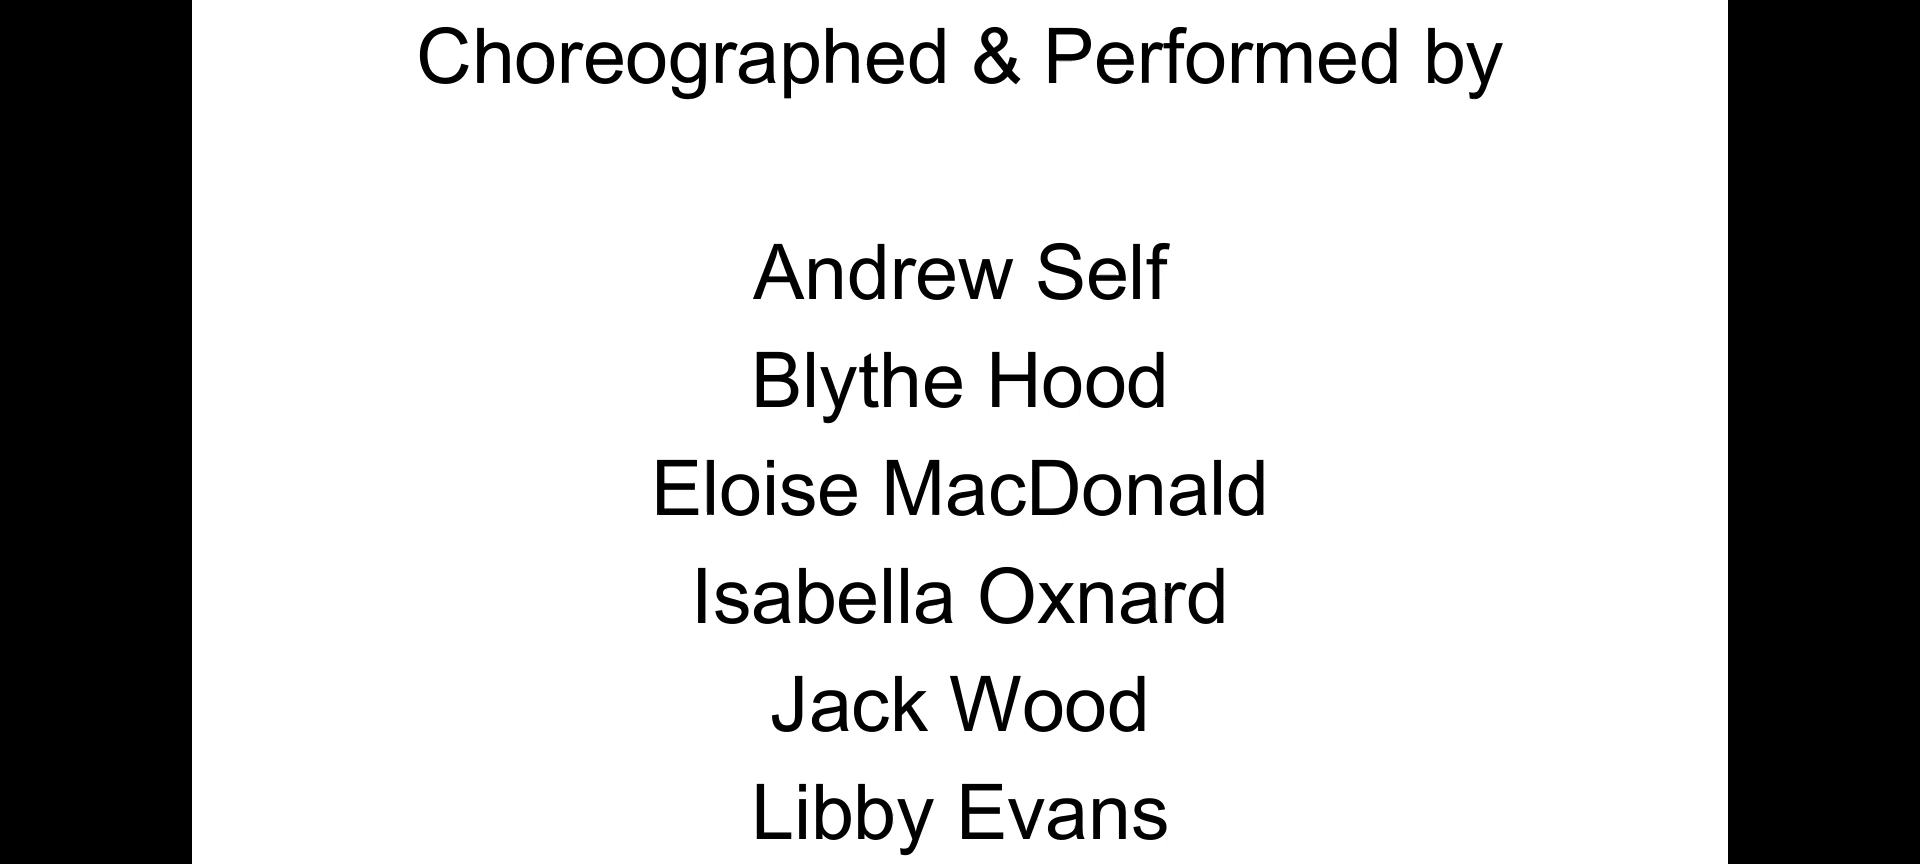 Choreographed & Performed by
Andrew Self
Blythe Hood
Eloise MacDonald
Isabella Oxnard
Jack Wood
Libby Evans